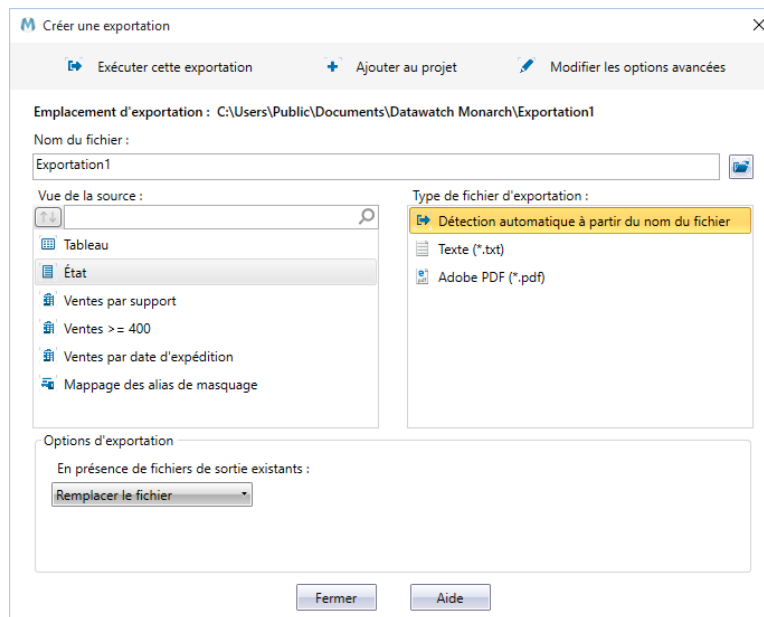 Créer une exportation
Exécuter cette exportation Ajouter au projet Modifier les options avancées
Emplacement d'exportation : C:\Users\Public\Documents\Datawatch Monarch\Exportation1
Nom du fichier :
Exportation1
Vue de la source :
Tableau
État
Ventes par support
Ventes >= 400
Ventes par date d'expédition
Mappage des alias de masquage
Type de fichier d'exportation :
Détection automatique à partir du nom du fichier
Texte (*.txt)
Adobe PDF (*.pdf)
Options d'exportation
En présence de fichiers de sortie existants :
Remplacer le fichier
Fermer Aide